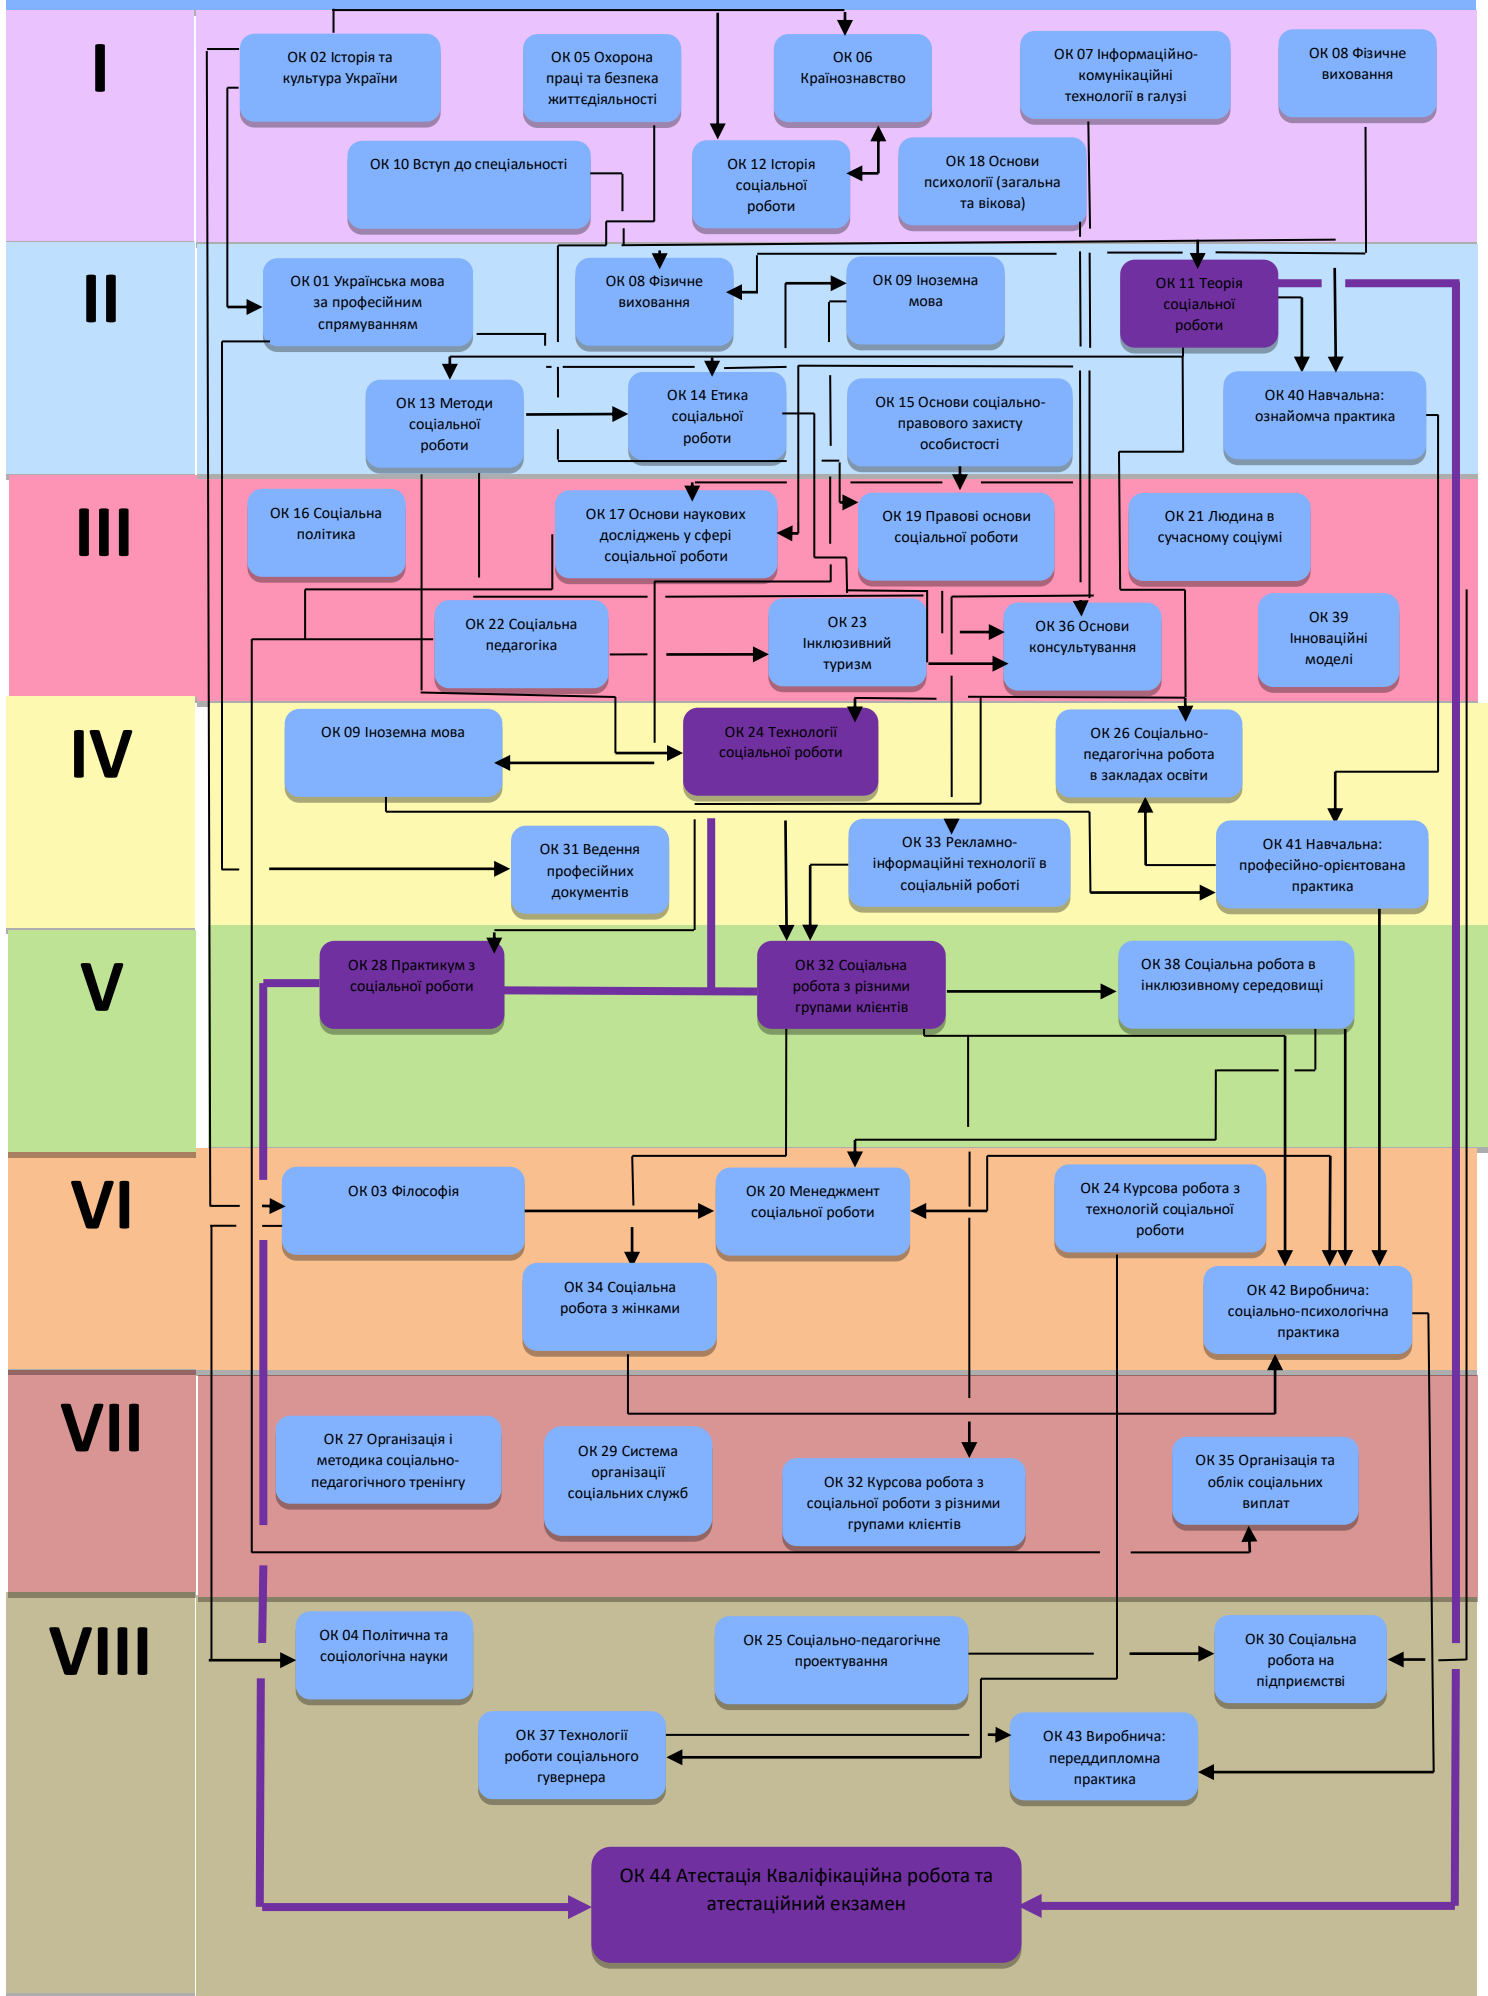 I
ОК 02 Історія та
культура України
ОК 05 Охорона
праці та безпека
життєдіяльності
ОК 06
Країнознавство
ОК 07 Інформаційно-
комунікаційні
технології в галузі
ОК 08 Фізичне
виховання
ОК 10 Вступ до спеціальності
ОК 12 Історія
соціальної
роботи
ОК 18 Основи
психології (загальна
та вікова)
II
ОК 01 Українська мова
за професійним
спрямуванням
ОК 08 Фізичне
виховання
ОК 09 Іноземна
мова
ОК 11 Теорія
соціальної
роботи
ОК 13 Методи
соціальної
роботи
ОК 14 Етика
соціальної
роботи
ОК 15 Основи соціально-
правового захисту
особистості
ОК 40 Навчальна:
ознайомча практика
III
ОК 16 Соціальна
політика
ОК 17 Основи наукових
досліджень у сфері
соціальної роботи
ОК 19 Правові основи
соціальної роботи
ОК 21 Людина в
сучасному соціумі
ОК 22 Соціальна
педагогіка
ОК 23
Інклюзивний
туризм
ОК 36 Основи
консультування
ОК 39
Інноваційні
моделі
IV
ОК 09 Іноземна мова
ОК 24 Технології
соціальної роботи
ОК 26 Соціально-
педагогічна робота
в закладах освіти
ОК 31 Ведення
професійних
документів
ОК 33 Рекламно-
інформаційні технології в
соціальній роботі
ОК 41 Навчальна:
професійно-орієнтована
практика
V
ОК 28 Практикум з
соціальної роботи
ОК 32 Соціальна
робота з різними
групами клієнтів
ОК 38 Соціальна робота в
інклюзивному середовищі
VI
ОК 03 Філософія
ОК 20 Менеджмент
соціальної роботи
ОК 24 Курсова робота з
технологій соціальної
роботи
ОК 34 Соціальна
робота з жінками
ОК 42 Виробнича:
соціально-психологічна
практика
VII
ОК 27 Організація і
методика соціально-
педагогічного тренінгу
ОК 29 Система
організації
соціальних служб
ОК 32 Курсова робота з
соціальної роботи з різними
групами клієнтів
ОК 35 Організація та
облік соціальних
виплат
VIII
ОК 04 Політична та
соціологічна науки
ОК 25 Соціально-педагогічне
проектування
ОК 30 Соціальна
робота на
підприємстві
ОК 37 Технології
роботи соціального
гувернера
ОК 43 Виробнича:
переддипломна
практика
ОК 44 Атестація Кваліфікаційна робота та
атестаційний екзамен